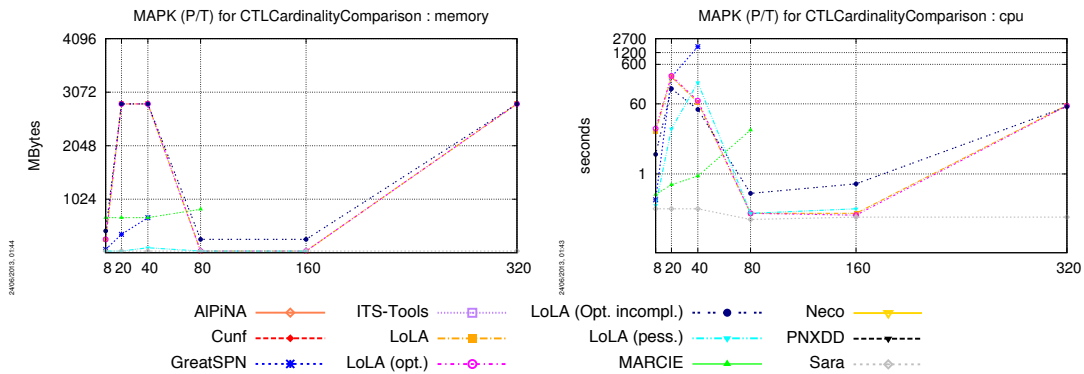 MAPK (P/T) for CTLCardinalityComparison : memory
4096
3072
2048
1024
MBytes
8 20 40 80 160 320
24/06/2013, 01:44
MAPK (P/T) for CTLCardinalityComparison : cpu
2700
1200
600
60
1
seconds
8 20 40 80 160 320
24/06/2013, 01:43
AlPiNA ITS-Tools LoLA (Opt. incompl.) Neco
Cunf LoLA LoLA (pess.) PNXDD
GreatSPN LoLA (opt.) MARCIE Sara